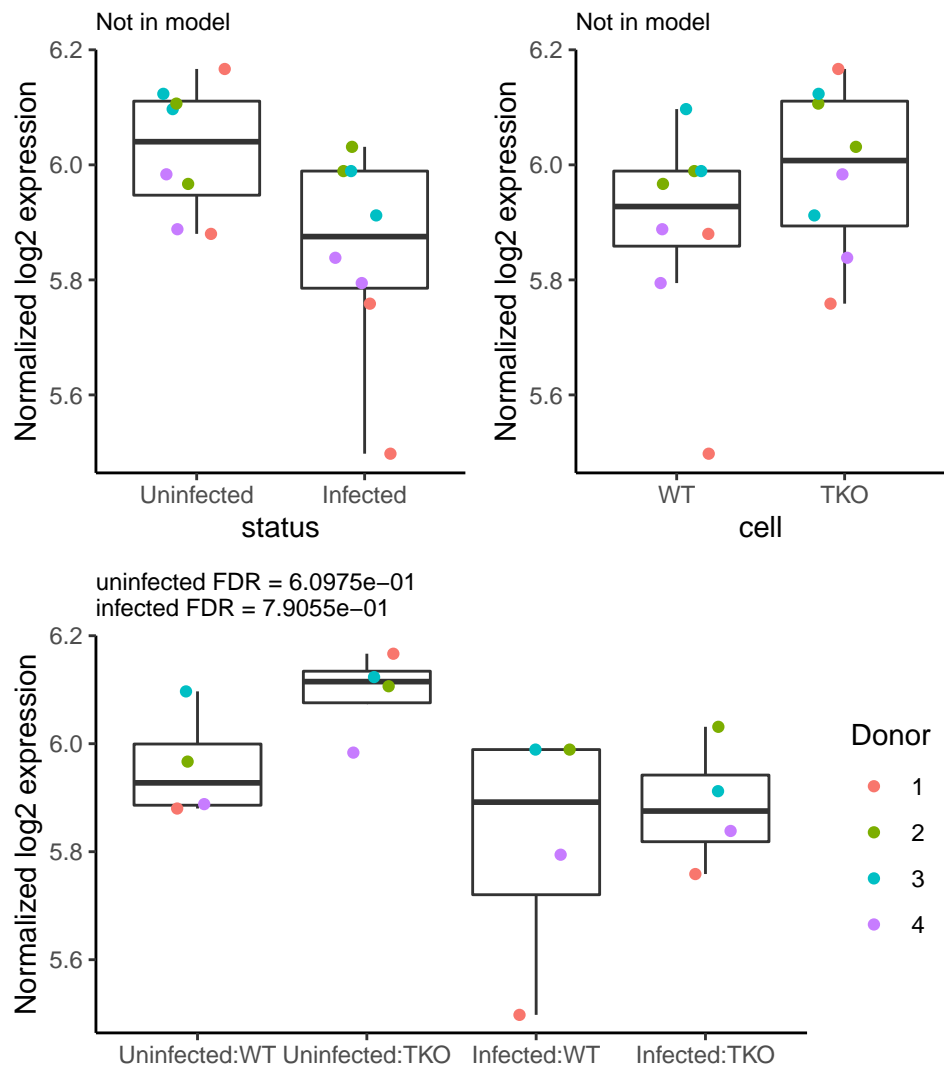 Not in model
Not in model
Normalized log2 expression
6.2
6.0
5.8
5.6
Uninfected Infected
status
Normalized log2 expression
6.2
6.0
5.8
5.6
WT TKO
cell
uninfected FDR = 6.0975e−01
infected FDR = 7.9055e−01
Normalized log2 expression
6.2
6.0
5.8
5.6
Uninfected:WT Uninfected:TKO Infected:WT Infected:TKO
Donor
1
2
3
4